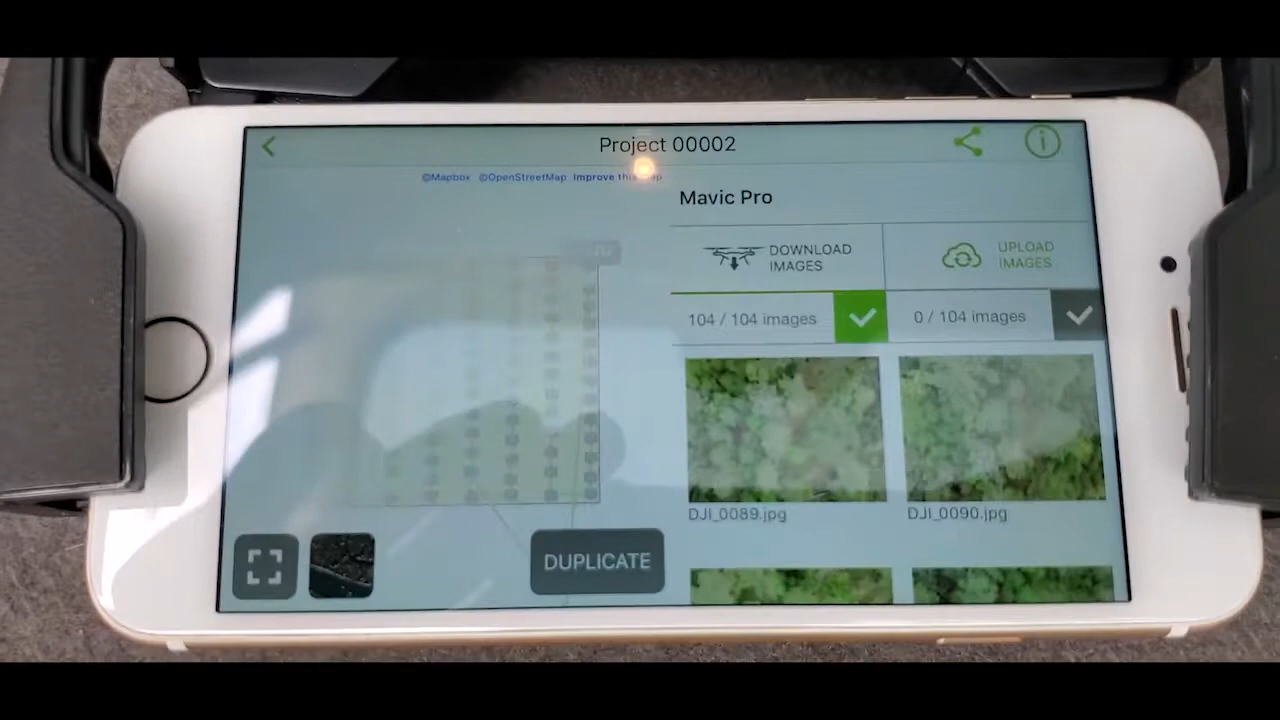 Project 00002
©Mapbox ©OpenStreetMap Improve this map
Mavic Pro
DOWNLOAD IMAGES
UPLOAD IMAGES
104 / 104 images
0 / 104 images
DJI_0089.jpg
DJI_0090.jpg
DUPLICATE